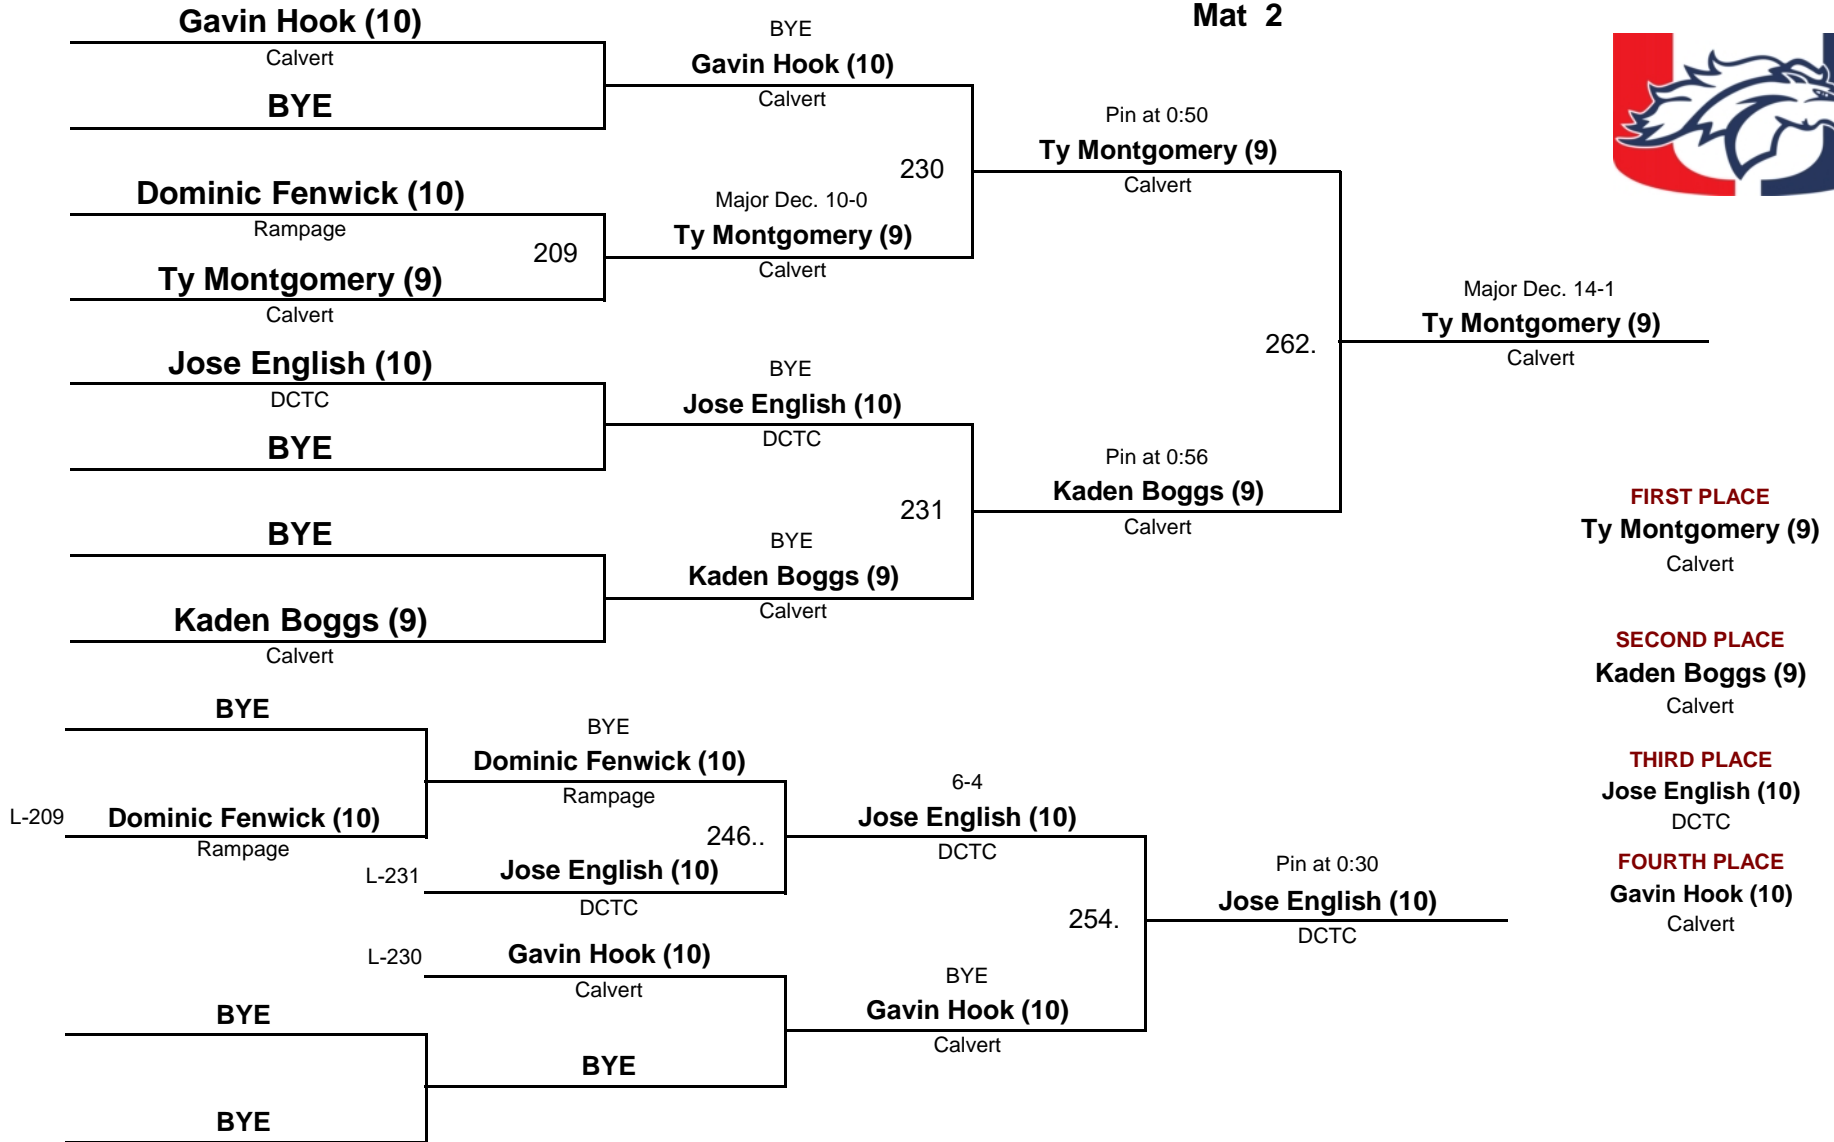 Mat 2
Gavin Hook (10)
Calvert
BYE
Dominic Fenwick (10)
Rampage
209
Ty Montgomery (9)
Calvert
Jose English (10)
DCTC
BYE
BYE
Kaden Boggs (9)
Calvert
BYE
Gavin Hook (10)
Calvert
230
Major Dec. 10-0
Ty Montgomery (9)
Calvert
BYE
Jose English (10)
DCTC
231
BYE
Kaden Boggs (9)
Calvert
Pin at 0:50
Ty Montgomery (9)
Calvert
262.
Pin at 0:56
Kaden Boggs (9)
Calvert
Major Dec. 14-1
Ty Montgomery (9)
Calvert
BYE
L-209 Dominic Fenwick (10)
Rampage
BYE
Dominic Fenwick (10)
Rampage
246..
L-231 Jose English (10)
DCTC
L-230 Gavin Hook (10)
Calvert
BYE
BYE
BYE
6-4
Jose English (10)
DCTC
254.
BYE
Gavin Hook (10)
Calvert
Pin at 0:30
Jose English (10)
DCTC
FIRST PLACE
Ty Montgomery (9)
Calvert
SECOND PLACE
Kaden Boggs (9)
Calvert
THIRD PLACE
Jose English (10)
DCTC
FOURTH PLACE
Gavin Hook (10)
Calvert